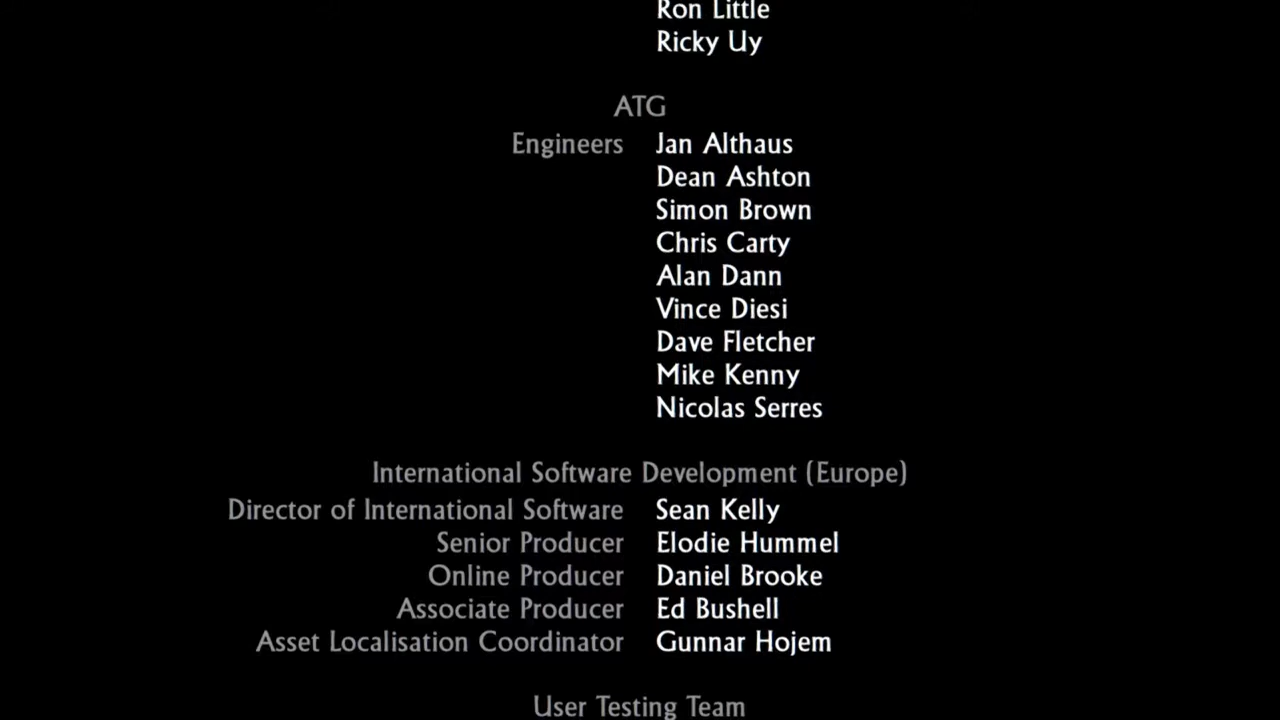 Ron Little
Ricky Uy
ATG
Engineers Jan Althaus
Dean Ashton
Simon Brown
Chris Carty
Alan Dann
Vince Diesi
Dave Fletcher
Mike Kenny
Nicolas Serres
International Software Development (Europe)
Director of International Software Sean Kelly
Senior Producer Elodie Hummel
Online Producer Daniel Brooke
Associate Producer Ed Bushell
Asset Localisation Coordinator Gunnar Hojem
User Testing Team